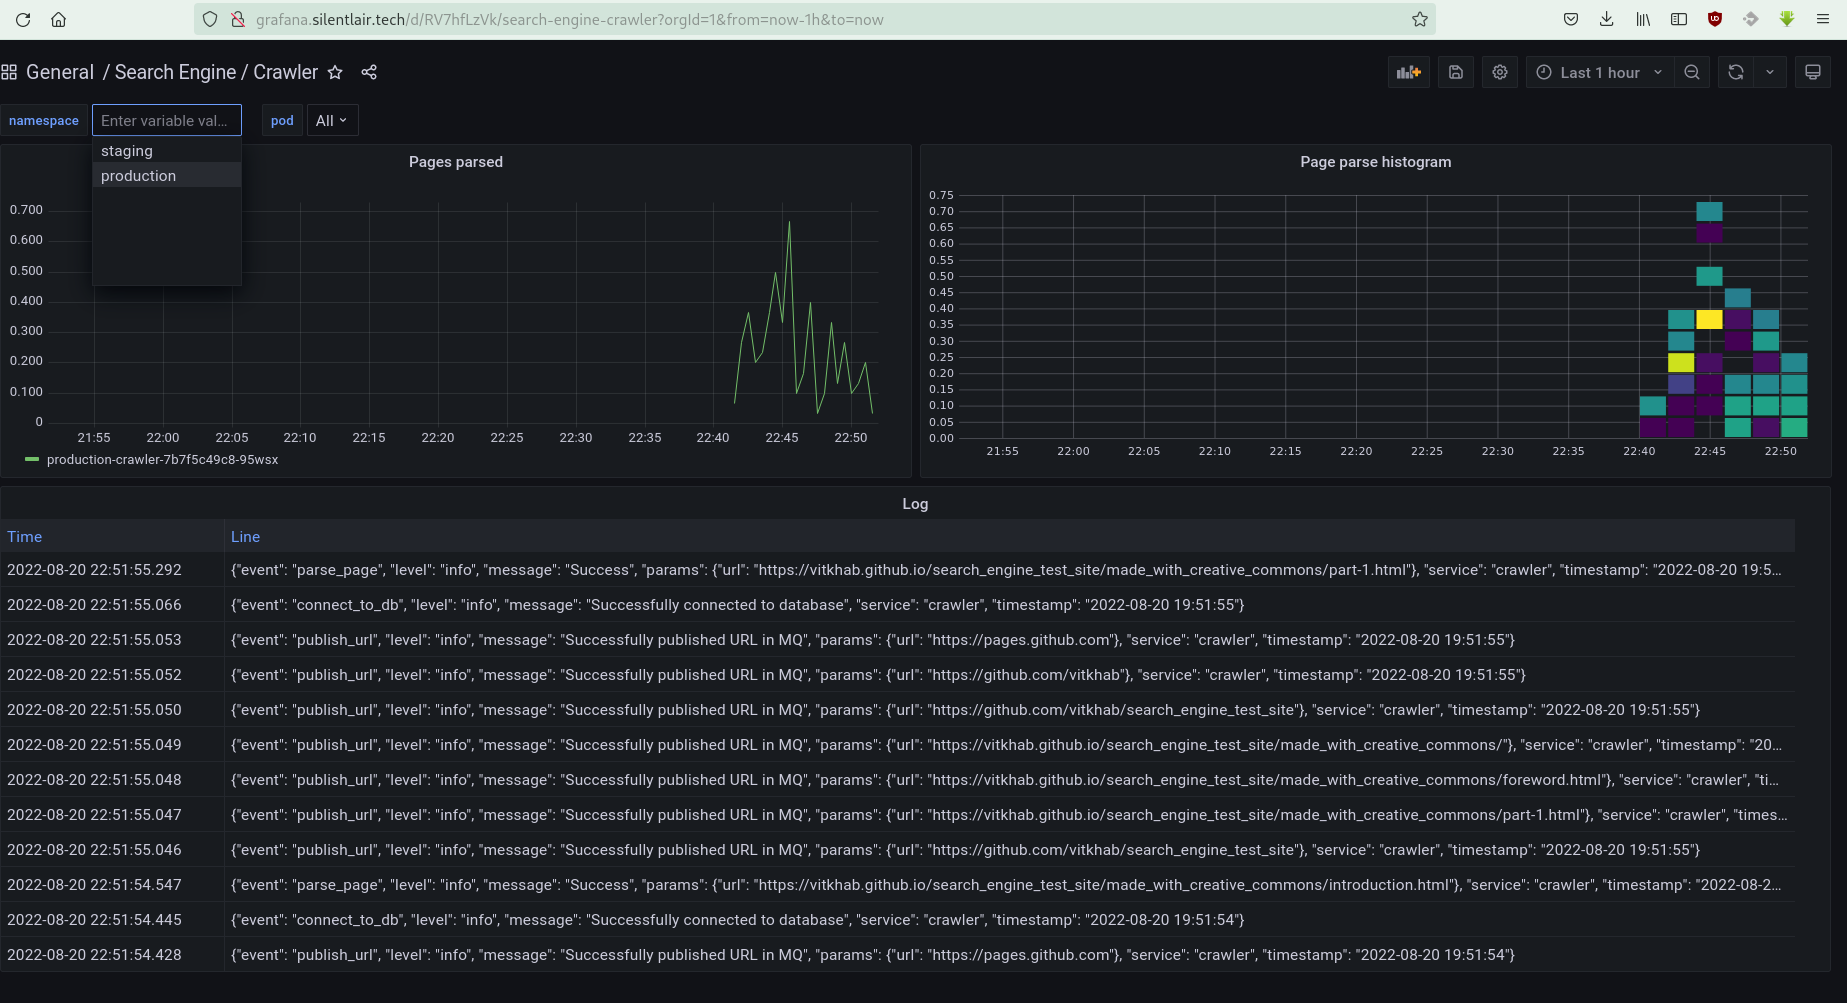 grafana.silentlair.tech/d/RV7hfLzVk/search-engine-crawler?orgId=1&from=now-1h&to=now
General / Search Engine / Crawler
Last 1 hour
namespace Enter variable val... pod All
staging
production
Pages parsed
0.700
0.600
0.500
0.400
0.300
0.200
0.100
0
21:55 22:00 22:05 22:10 22:15 22:20 22:25 22:30 22:35 22:40 22:45 22:50
production-crawler-7b7f5c49c8-95wsx
Page parse histogram
0.75
0.70
0.65
0.60
0.55
0.50
0.45
0.40
0.35
0.30
0.25
0.20
0.15
0.10
0.05
0.00
21:55 22:00 22:05 22:10 22:15 22:20 22:25 22:30 22:35 22:40 22:45 22:50
Log
Time Line
2022-08-20 22:51:55.292 {"event": "parse_page", "level": "info", "message": "Success", "params": {"url": "https://vitkhab.github.io/search_engine_test_site/made_with_creative_commons/part-1.html"}, "service": "crawler", "timestamp": "2022-08-20 19:5...
2022-08-20 22:51:55.066 {"event": "connect_to_db", "level": "info", "message": "Successfully connected to database", "service": "crawler", "timestamp": "2022-08-20 19:51:55"}
2022-08-20 22:51:55.053 {"event": "publish_url", "level": "info", "message": "Successfully published URL in MQ", "params": {"url": "https://pages.github.com"}, "service": "crawler", "timestamp": "2022-08-20 19:51:55"}
2022-08-20 22:51:55.052 {"event": "publish_url", "level": "info", "message": "Successfully published URL in MQ", "params": {"url": "https://github.com/vitkhab"}, "service": "crawler", "timestamp": "2022-08-20 19:51:55"}
2022-08-20 22:51:55.050 {"event": "publish_url", "level": "info", "message": "Successfully published URL in MQ", "params": {"url": "https://github.com/vitkhab/search_engine_test_site"}, "service": "crawler", "timestamp": "2022-08-20 19:51:55"}
2022-08-20 22:51:55.049 {"event": "publish_url", "level": "info", "message": "Successfully published URL in MQ", "params": {"url": "https://vitkhab.github.io/search_engine_test_site/made_with_creative_commons/"}, "service": "crawler", "timestamp": "20...
2022-08-20 22:51:55.048 {"event": "publish_url", "level": "info", "message": "Successfully published URL in MQ", "params": {"url": "https://vitkhab.github.io/search_engine_test_site/made_with_creative_commons/foreword.html"}, "service": "crawler", "ti...
2022-08-20 22:51:55.047 {"event": "publish_url", "level": "info", "message": "Successfully published URL in MQ", "params": {"url": "https://vitkhab.github.io/search_engine_test_site/made_with_creative_commons/part-1.html"}, "service": "crawler", "times...
2022-08-20 22:51:55.046 {"event": "publish_url", "level": "info", "message": "Successfully published URL in MQ", "params": {"url": "https://github.com/vitkhab/search_engine_test_site"}, "service": "crawler", "timestamp": "2022-08-20 19:51:55"}
2022-08-20 22:51:54.547 {"event": "parse_page", "level": "info", "message": "Success", "params": {"url": "https://vitkhab.github.io/search_engine_test_site/made_with_creative_commons/introduction.html"}, "service": "crawler", "timestamp": "2022-08-2...
2022-08-20 22:51:54.445 {"event": "connect_to_db", "level": "info", "message": "Successfully connected to database", "service": "crawler", "timestamp": "2022-08-20 19:51:54"}
2022-08-20 22:51:54.428 {"event": "publish_url", "level": "info", "message": "Successfully published URL in MQ", "params": {"url": "https://pages.github.com"}, "service": "crawler", "timestamp": "2022-08-20 19:51:54"}